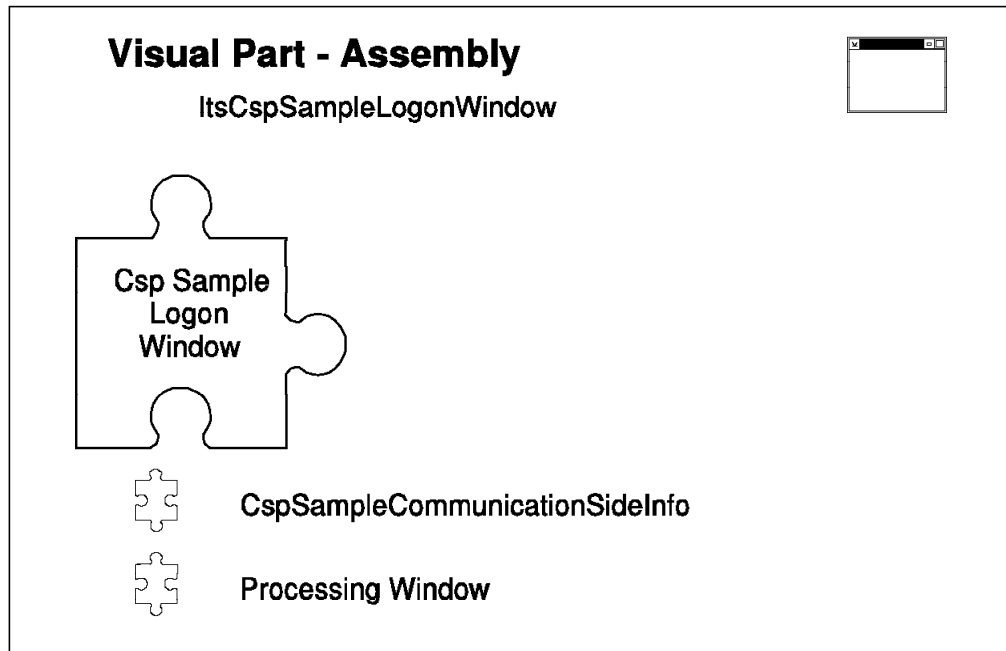 Visual Part - Assembly
ItsCspSampleLogonWindow
Csp Sample
Logon
Window
CspSampleCommunicationSideInfo
Processing Window